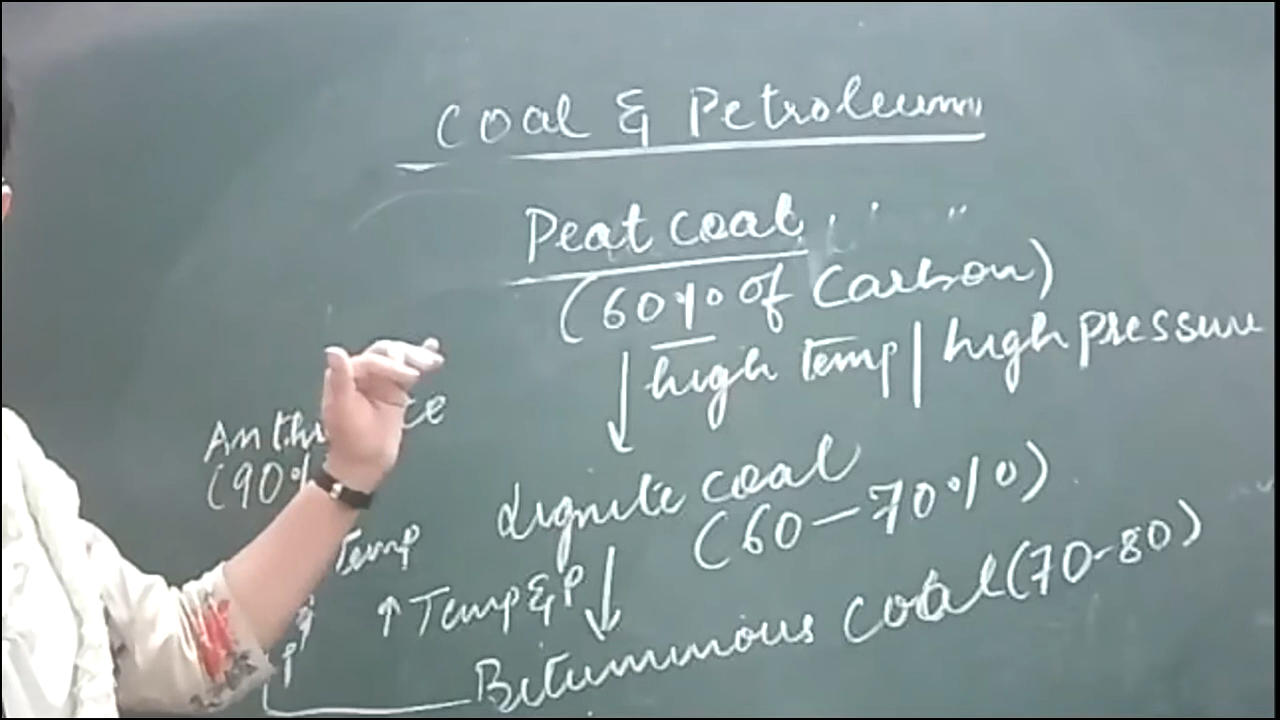 Coal & Petroleum
Peat coal
(60% of Carbon)
high temp | high pressure
Lignite coal
(60-70%)
↑ Temp & P
Bituminous coal (70-80)
Temp
(90%